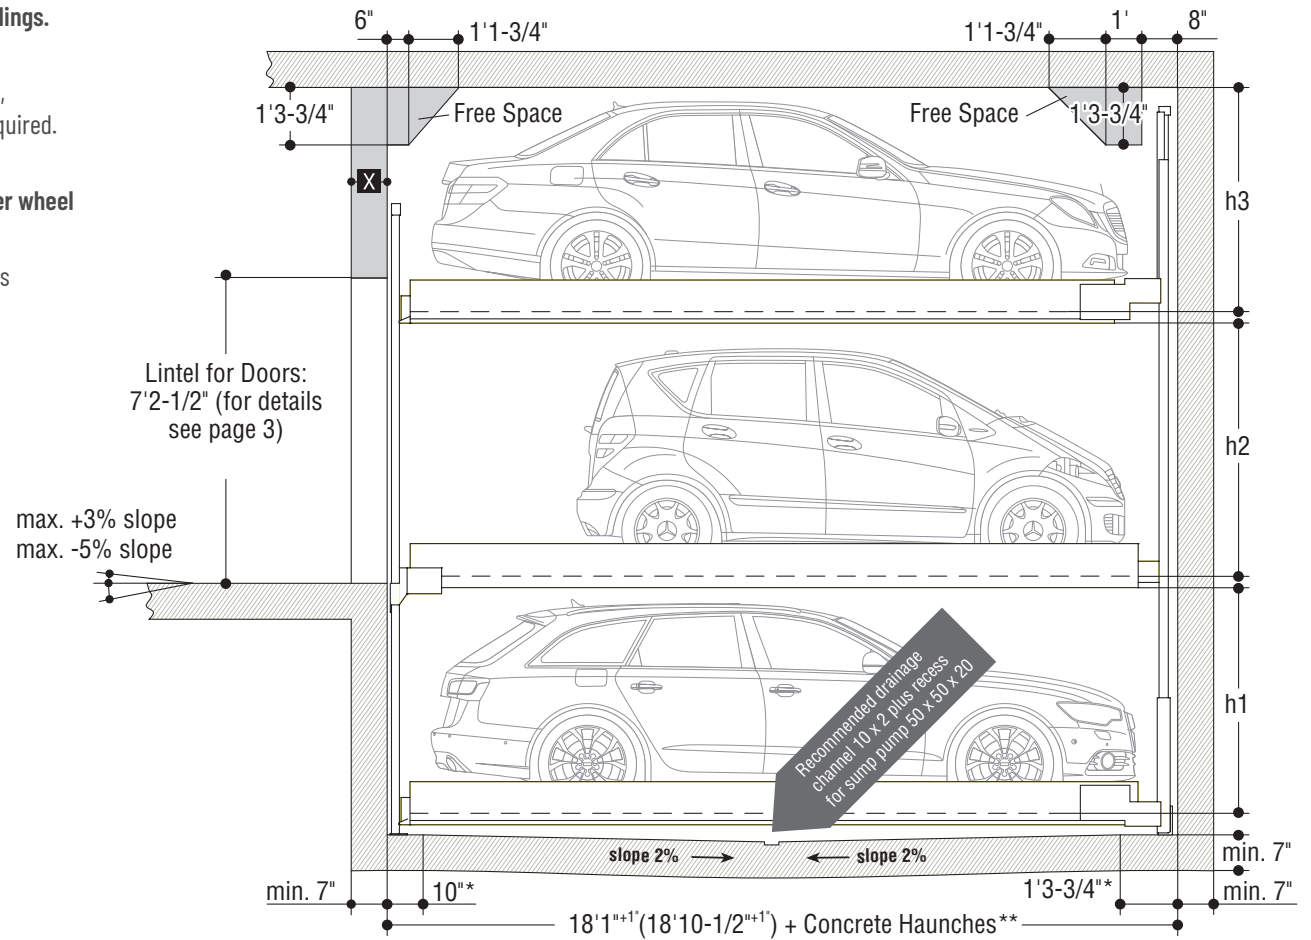 lings.
6"
1'1-3/4"
1'1-3/4"
1'
8"
,
quired.
1'3-3/4"
Free Space
Free Space
1'3-3/4"
X
er wheel
h3
s
Lintel for Doors:
7'2-1/2" (for details
see page 3)
h2
max. +3% slope
max. -5% slope
Recommended drainage
channel 10 x 2 plus recess
for sump pump 50 x 50 x 20
h1
slope 2%
slope 2%
min. 7"
min. 7"
10"*
1'3-3/4"*
min. 7"
18'1"+1" (18'10-1/2"+1") + Concrete Haunches**